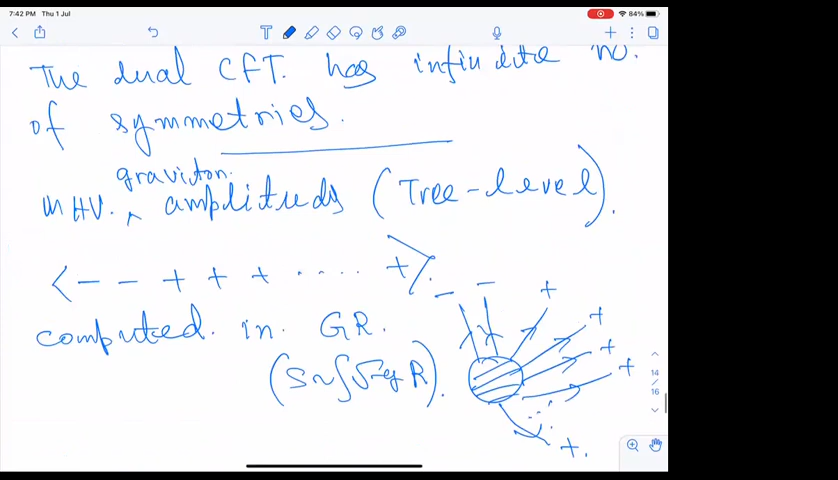 7:42 PM Thu 1 Jul
84%
The dual CFT. has infinite no.
of symmetries.
graviton.
MHV. ^ amplitudes (Tree-level).
< - - + + + ..... + >.
computed. in. GR.
(S ~ ∫√-g R).
- - + + + + +.
14
16